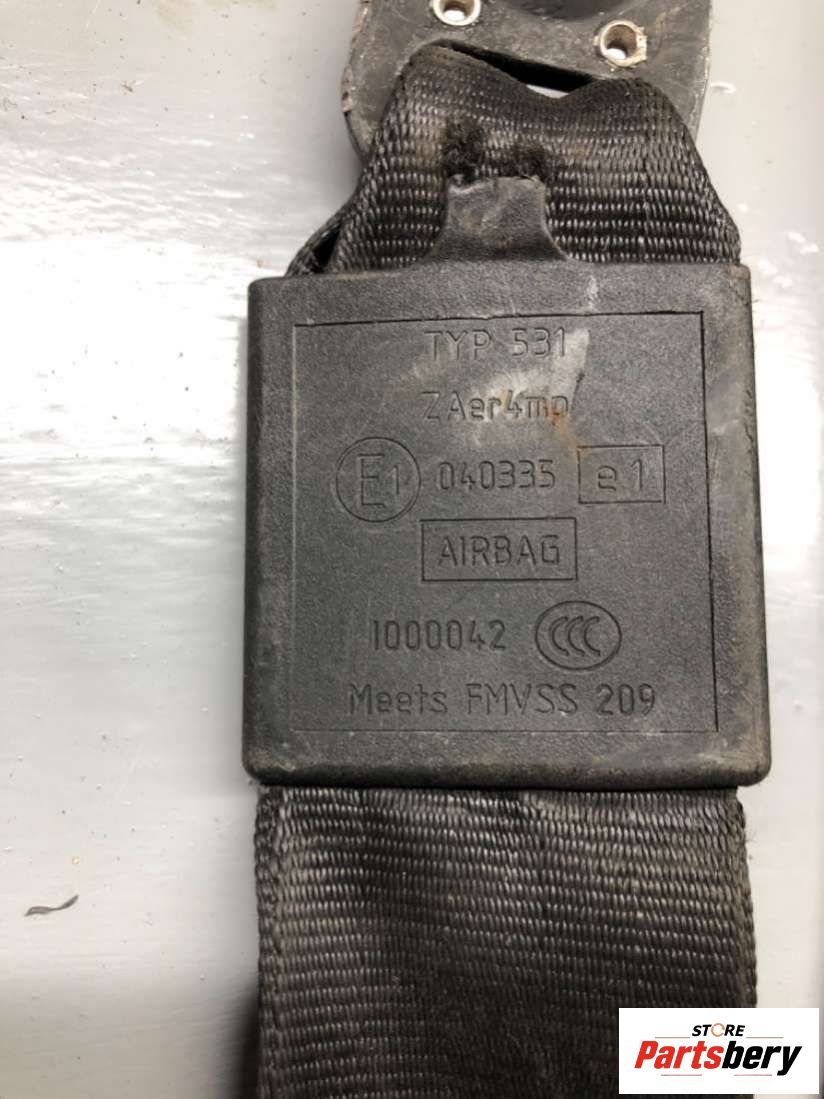 TYP 531
ZAer4mp
E1 040335 e1
AIRBAG
1000042 CCC
Meets FMVSS 209
STORE
Partsbery